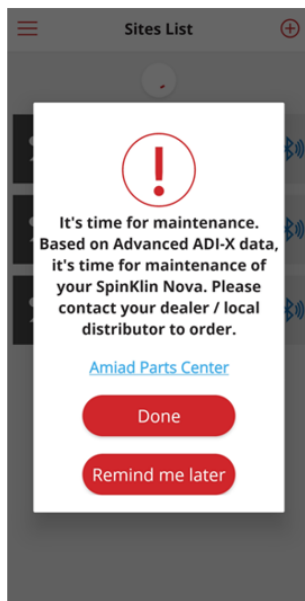 Sites List
It's time for maintenance.
Based on Advanced ADI-X data,
it's time for maintenance of
your SpinKlin Nova. Please
contact your dealer / local
distributor to order.
Amiad Parts Center
Done
Remind me later